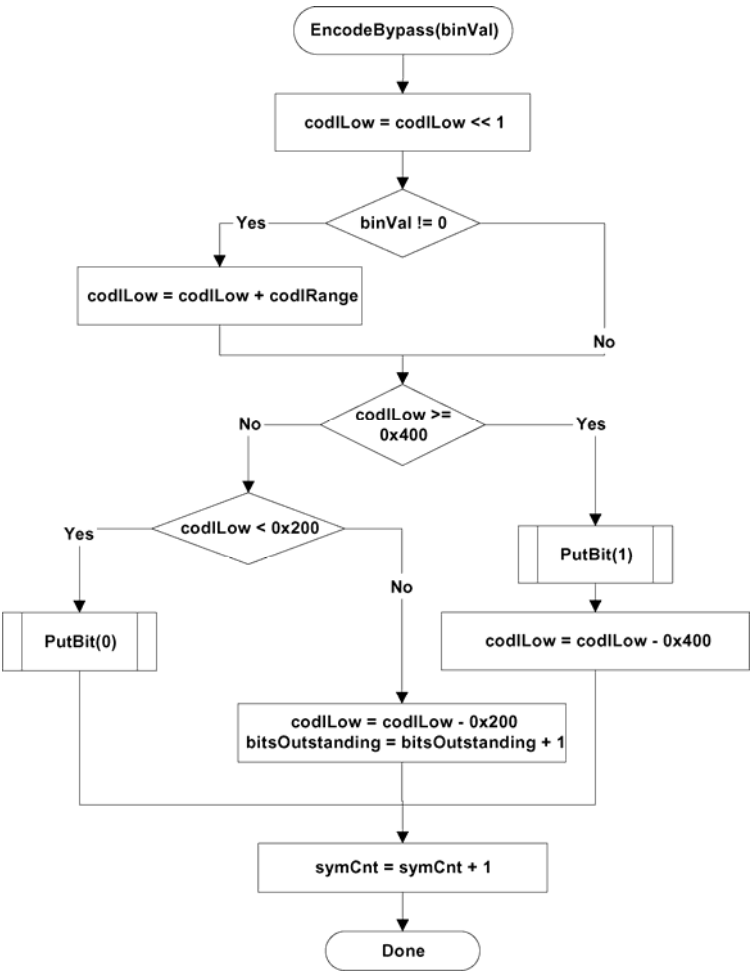 EncodeBypass(binVal)
codILow = codILow << 1
binVal != 0
Yes
codILow = codILow + codIRange
No
codILow >=
0x400
No
Yes
codILow < 0x200
Yes
No
PutBit(1)
PutBit(0)
codILow = codILow - 0x400
codILow = codILow - 0x200
bitsOutstanding = bitsOutstanding + 1
symCnt = symCnt + 1
Done